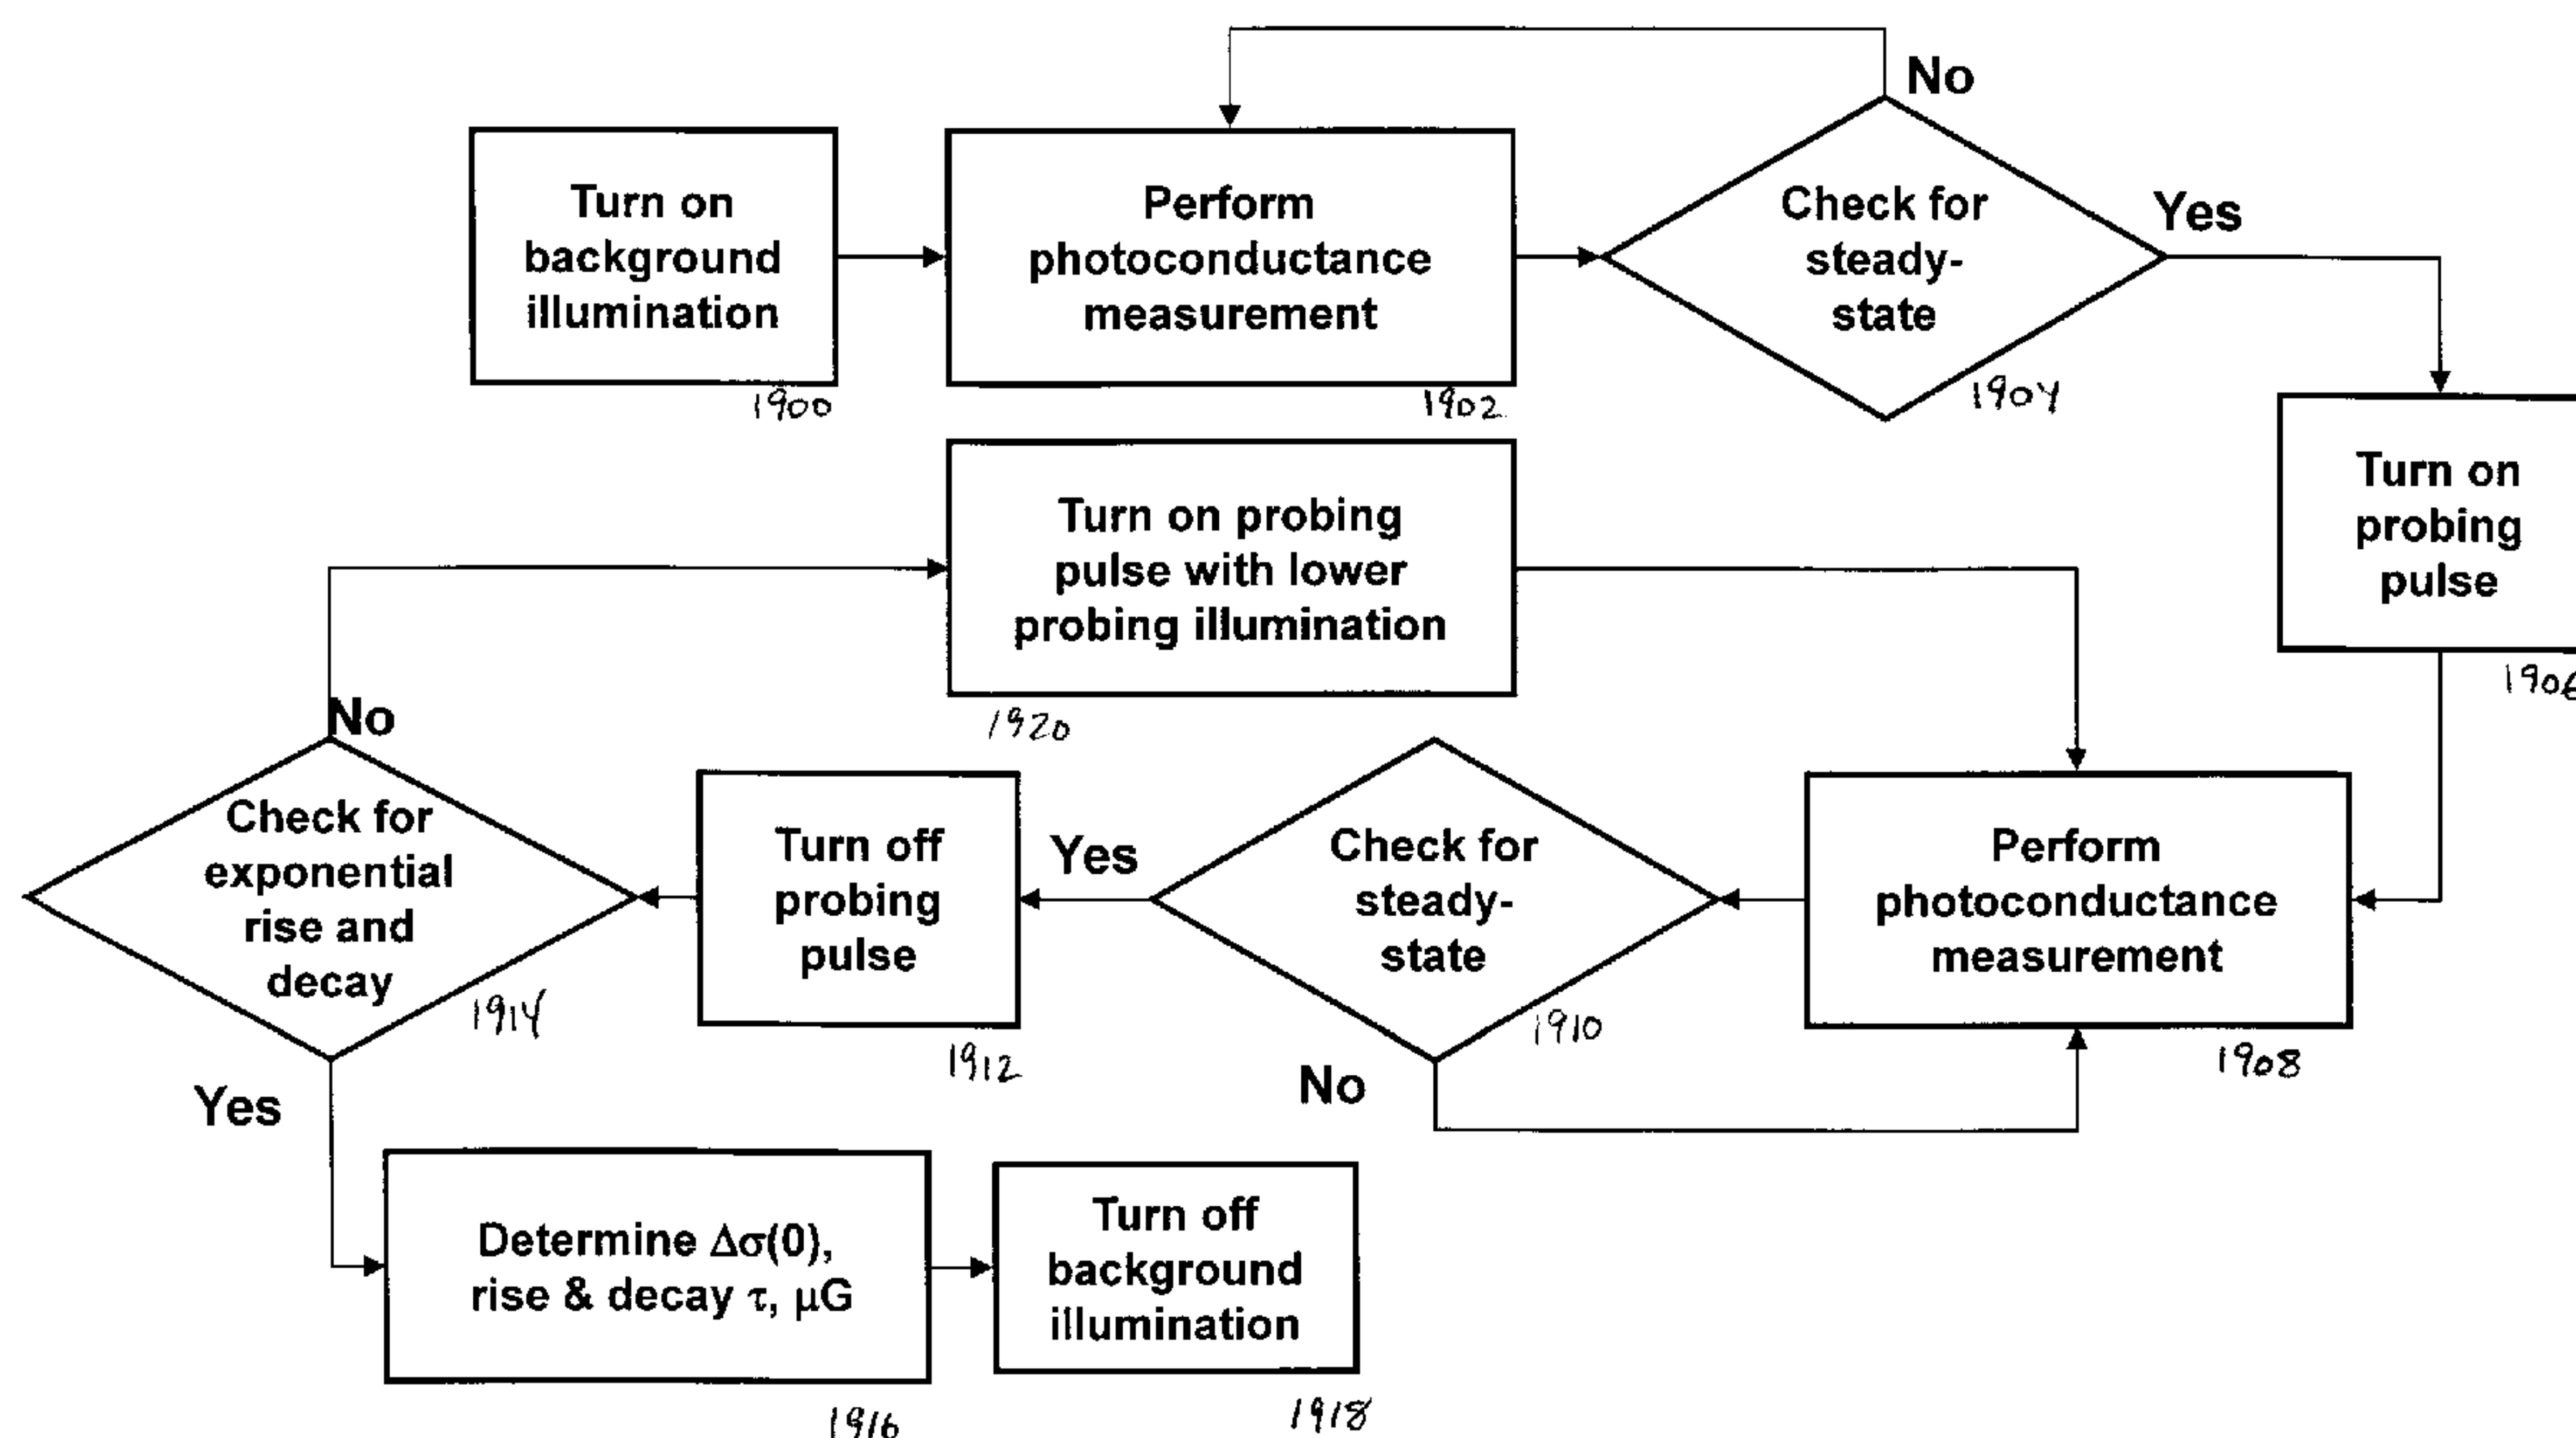 No
Turn on
background
illumination
1900
Perform
photoconductance
measurement
1902
Check for
steady-
state
1904
Yes
Turn on
probing
pulse
1906
Turn on probing
pulse with lower
probing illumination
1920
No
Check for
exponential
rise and
decay
1914
Turn off
probing
pulse
1912
Yes
Check for
steady-
state
1910
No
Perform
photoconductance
measurement
1908
Yes
Determine Δσ(0),
rise & decay τ, μG
1916
Turn off
background
illumination
1918